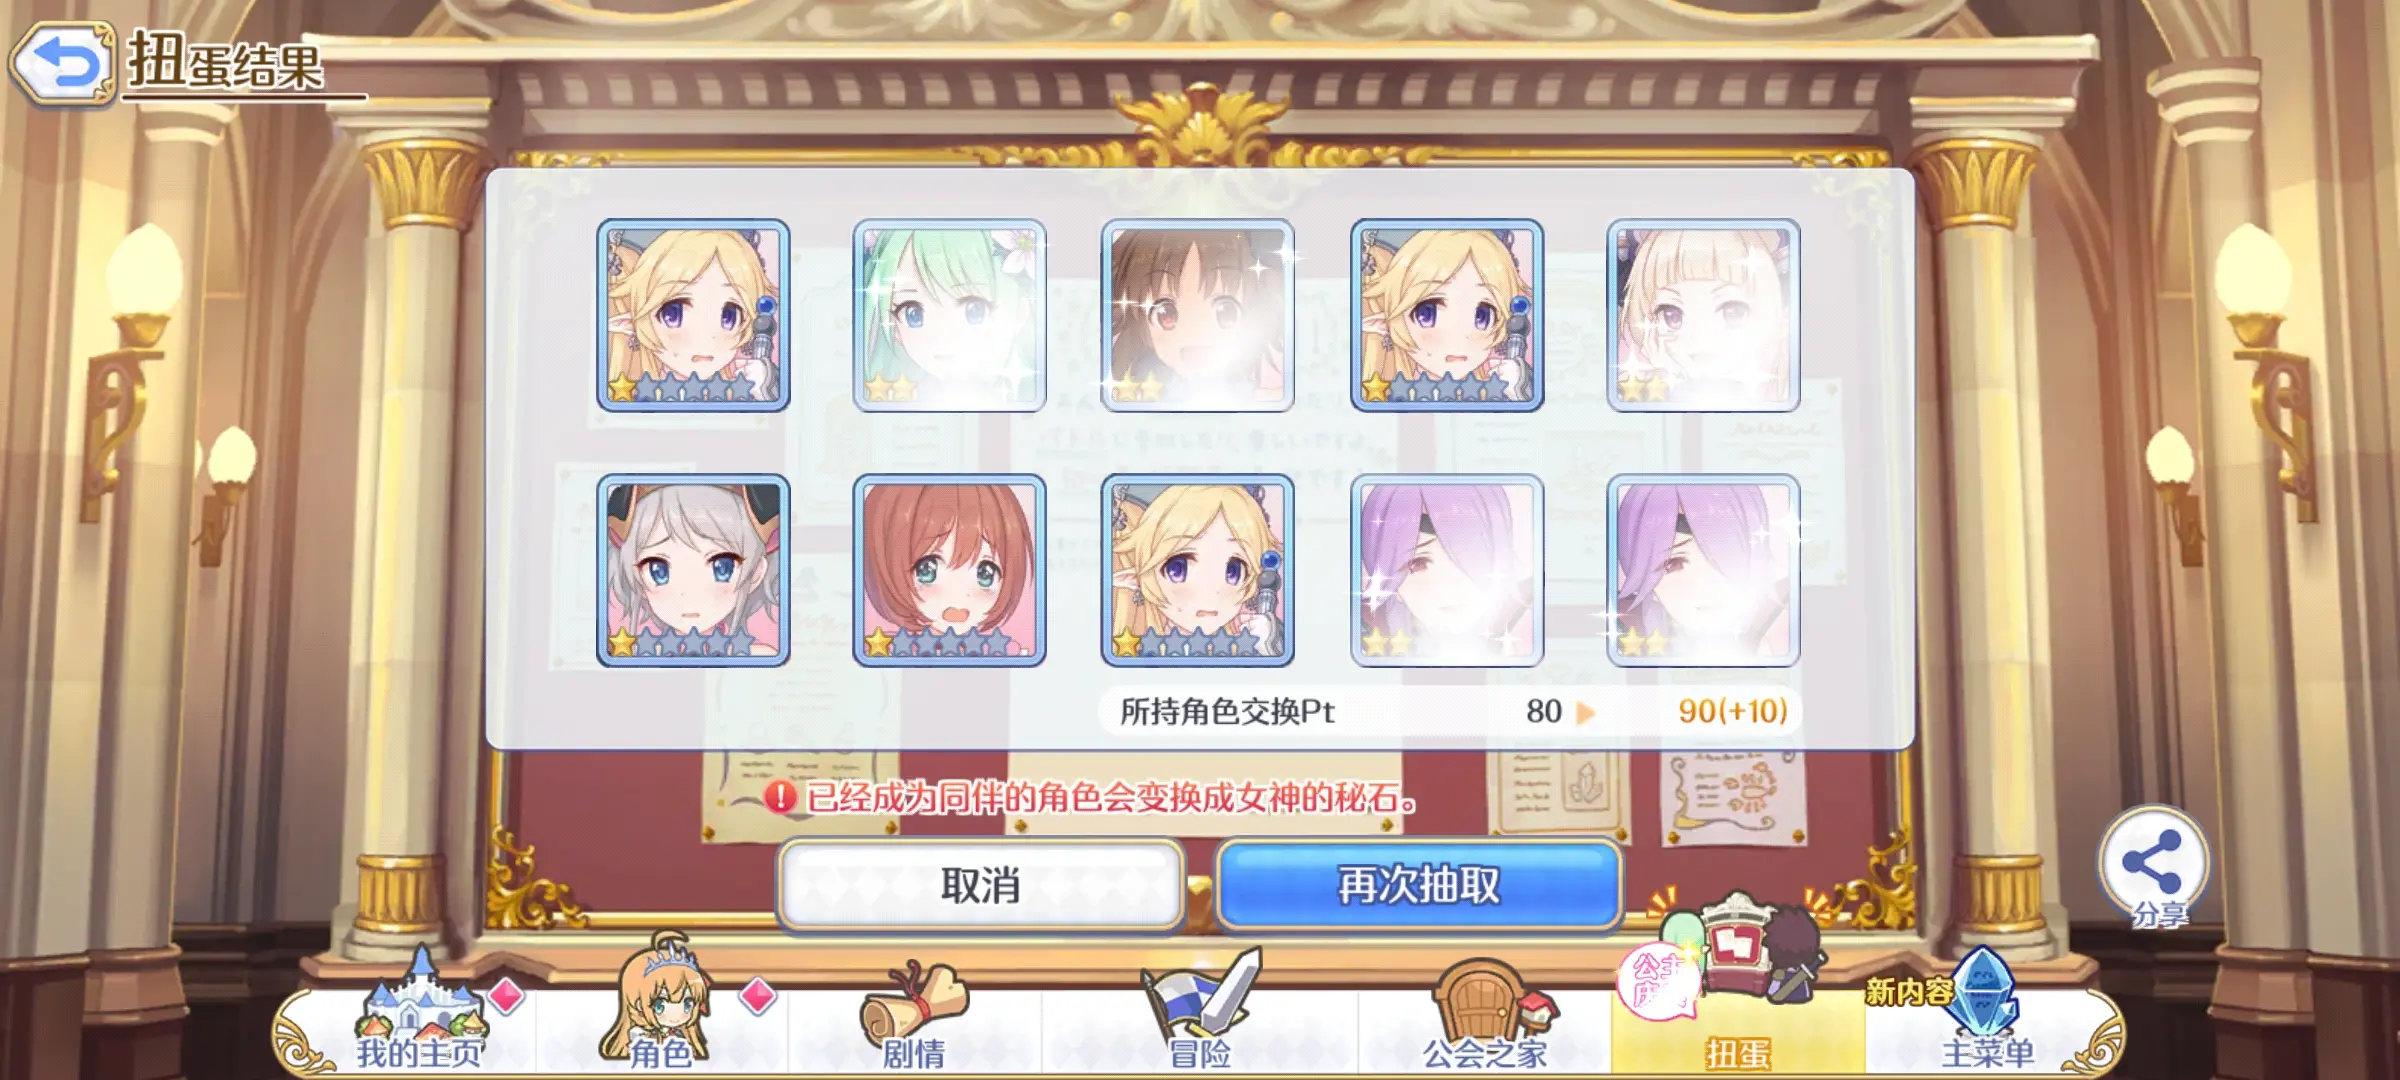 扭蛋结果
所持角色交换Pt 80 90(+10)
已经成为同伴的角色会变换成女神的秘石。
取消
再次抽取
分享
新内容
我的主页
角色
剧情
冒险
公会之家
扭蛋
主菜单